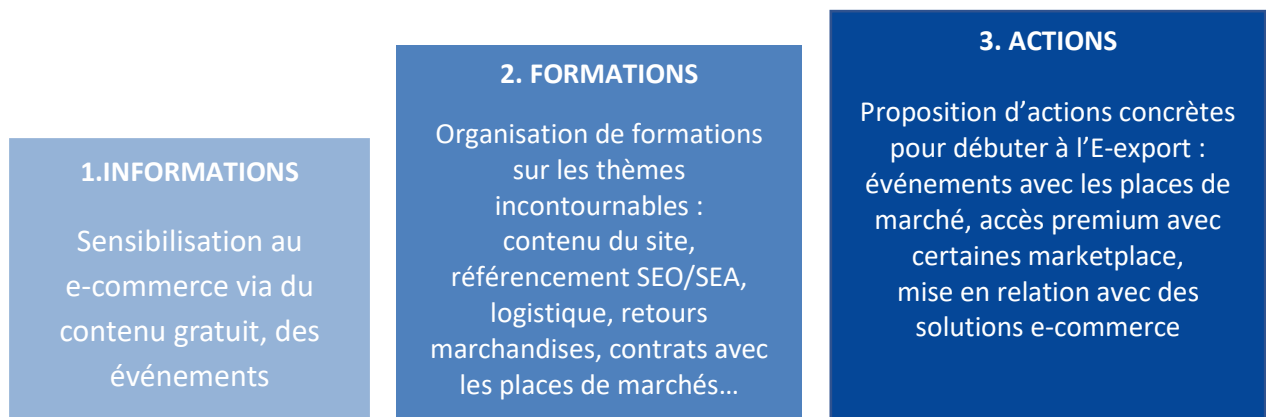 1.INFORMATIONS
Sensibilisation au
e-commerce via du
contenu gratuit, des
événements
2. FORMATIONS
Organisation de formations
sur les thèmes
incontournables :
contenu du site,
référencement SEO/SEA,
logistique, retours
marchandises, contrats avec
les places de marchés…
3. ACTIONS
Proposition d’actions concrètes
pour débuter à l’E-export :
événements avec les places de
marché, accès premium avec
certaines marketplace,
mise en relation avec des
solutions e-commerce